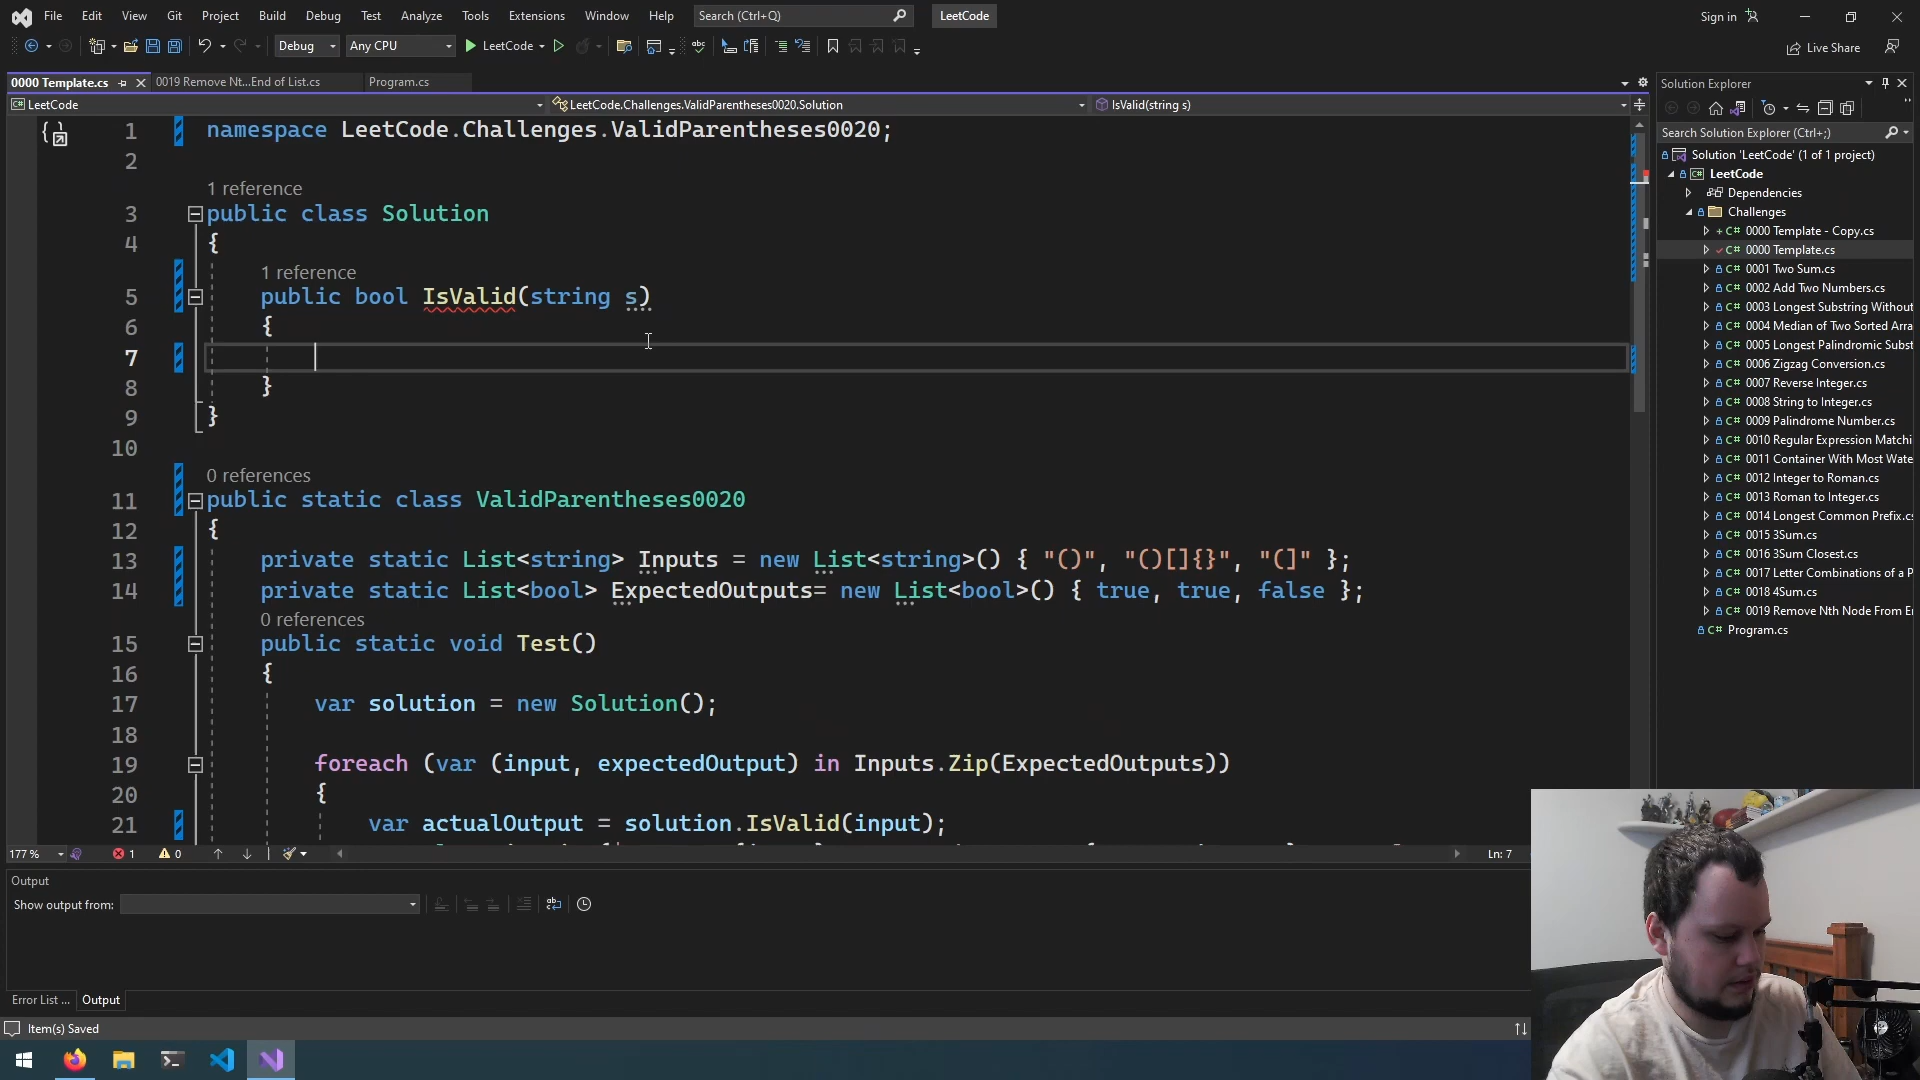 File Edit View Git Project Build Debug Test Analyze Tools Extensions Window Help Search (Ctrl+Q) LeetCode Sign in
Debug Any CPU LeetCode Live Share
0000 Template.cs 0019 Remove Nt...End of List.cs Program.cs
LeetCode LeetCode.Challenges.ValidParentheses0020.Solution IsValid(string s)
1 namespace LeetCode.Challenges.ValidParentheses0020;
2
1 reference
3 public class Solution
4 {
1 reference
5 public bool IsValid(string s)
6 {
7
8 }
9 }
10
0 references
11 public static class ValidParentheses0020
12 {
13 private static List<string> Inputs = new List<string>() { "()", "()[]{}", "(]" };
14 private static List<bool> ExpectedOutputs= new List<bool>() { true, true, false };
0 references
15 public static void Test()
16 {
17 var solution = new Solution();
18
19 foreach (var (input, expectedOutput) in Inputs.Zip(ExpectedOutputs))
20 {
21 var actualOutput = solution.IsValid(input);
177 % 1 0 Ln: 7
Output
Show output from:
Error List ... Output
Item(s) Saved
Solution Explorer
Search Solution Explorer (Ctrl+;)
Solution 'LeetCode' (1 of 1 project)
C# LeetCode
Dependencies
Challenges
C# 0000 Template - Copy.cs
C# 0000 Template.cs
C# 0001 Two Sum.cs
C# 0002 Add Two Numbers.cs
C# 0003 Longest Substring Without
C# 0004 Median of Two Sorted Arra
C# 0005 Longest Palindromic Subst
C# 0006 Zigzag Conversion.cs
C# 0007 Reverse Integer.cs
C# 0008 String to Integer.cs
C# 0009 Palindrome Number.cs
C# 0010 Regular Expression Matchi
C# 0011 Container With Most Wate
C# 0012 Integer to Roman.cs
C# 0013 Roman to Integer.cs
C# 0014 Longest Common Prefix.cs
C# 0015 3Sum.cs
C# 0016 3Sum Closest.cs
C# 0017 Letter Combinations of a P
C# 0018 4Sum.cs
C# 0019 Remove Nth Node From E
C# Program.cs